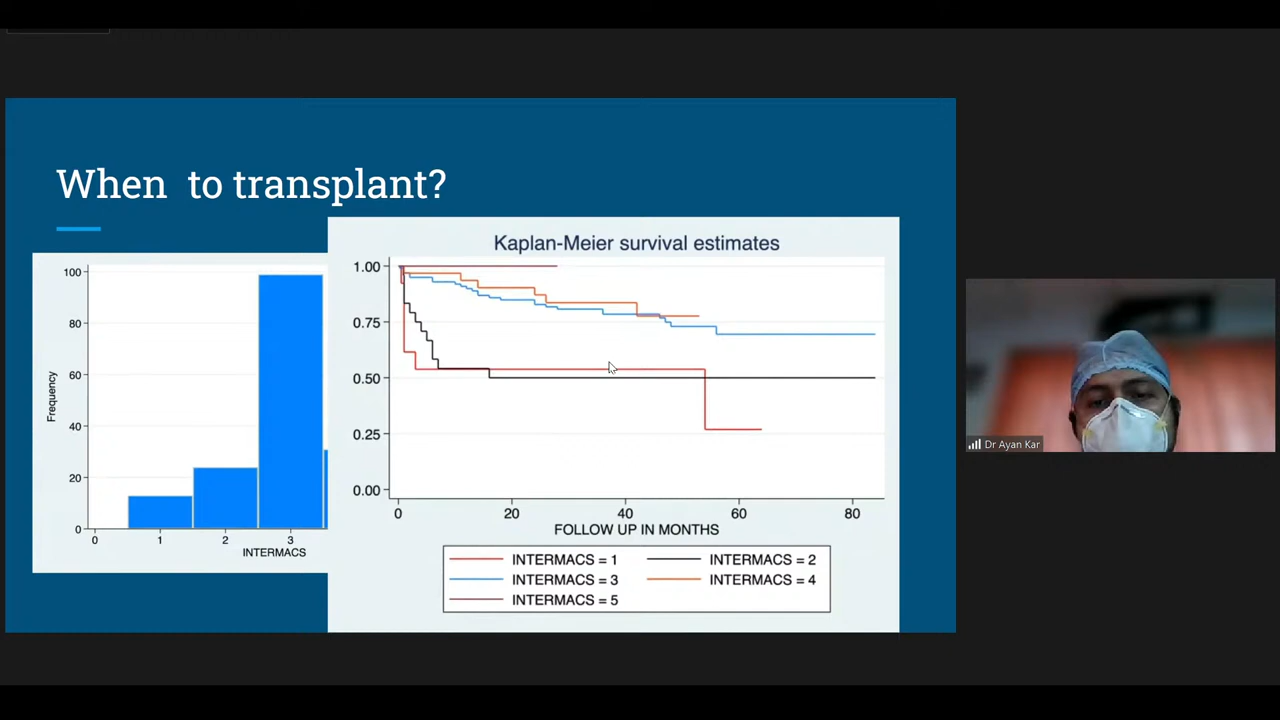 When to transplant?
100
80
60
40
20
0
Frequency
0 1 2 3
INTERMACS
Kaplan-Meier survival estimates
1.00
0.75
0.50
0.25
0.00
0 20 40 60 80
FOLLOW UP IN MONTHS
INTERMACS = 1 INTERMACS = 2
INTERMACS = 3 INTERMACS = 4
INTERMACS = 5
Dr Ayan Kar